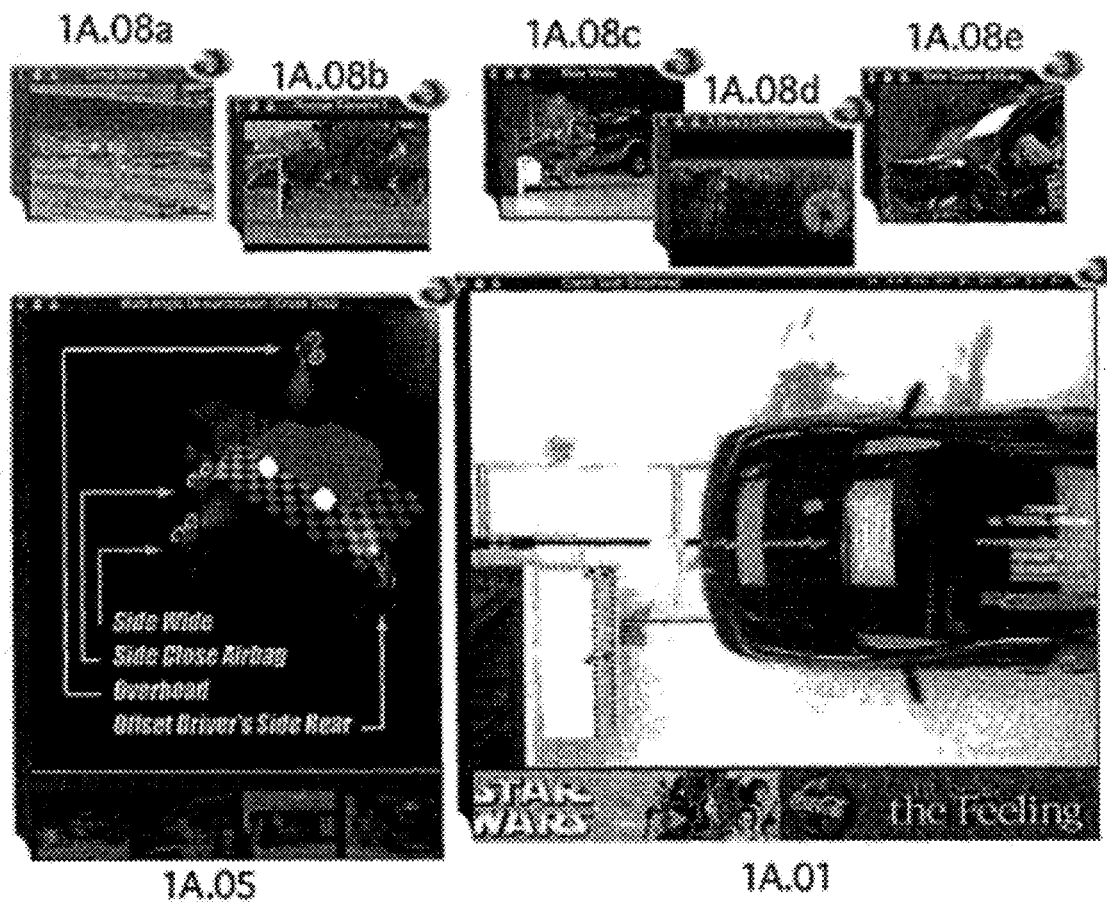 1A.08a
1A.08b
1A.08c
1A.08d
1A.08e
Side Wide
Side Close Airbag
Overhead
Offset Driver's Side Rear
STAR
WARS
the Feeling
1A.05
1A.01